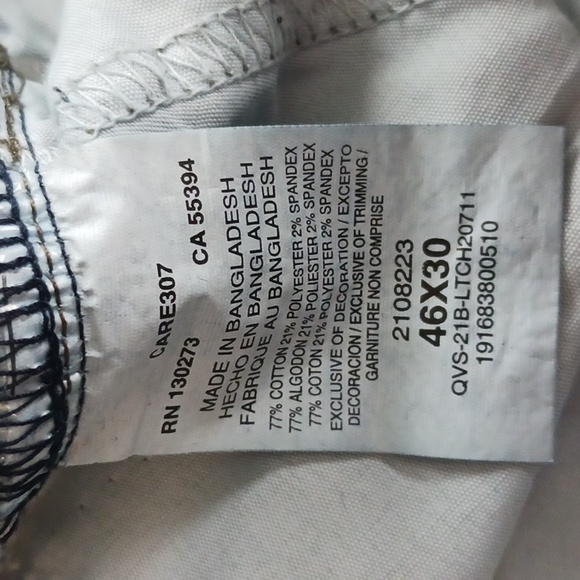 CARE307
RN 130273 CA 55394
MADE IN BANGLADESH
HECHO EN BANGLADESH
FABRIQUE AU BANGLADESH
77% COTTON 21% POLYESTER 2% SPANDEX
77% ALGODON 21% POLIESTER 2% SPANDEX
77% COTON 21% POLYESTER 2% SPANDEX
EXCLUSIVE OF DECORATION / EXCEPTO
DECORACION / EXCLUSIVE OF TRIMMING /
GARNITURE NON COMPRISE
2108223
46X30
QVS-21B-LTCH20711
191683800510